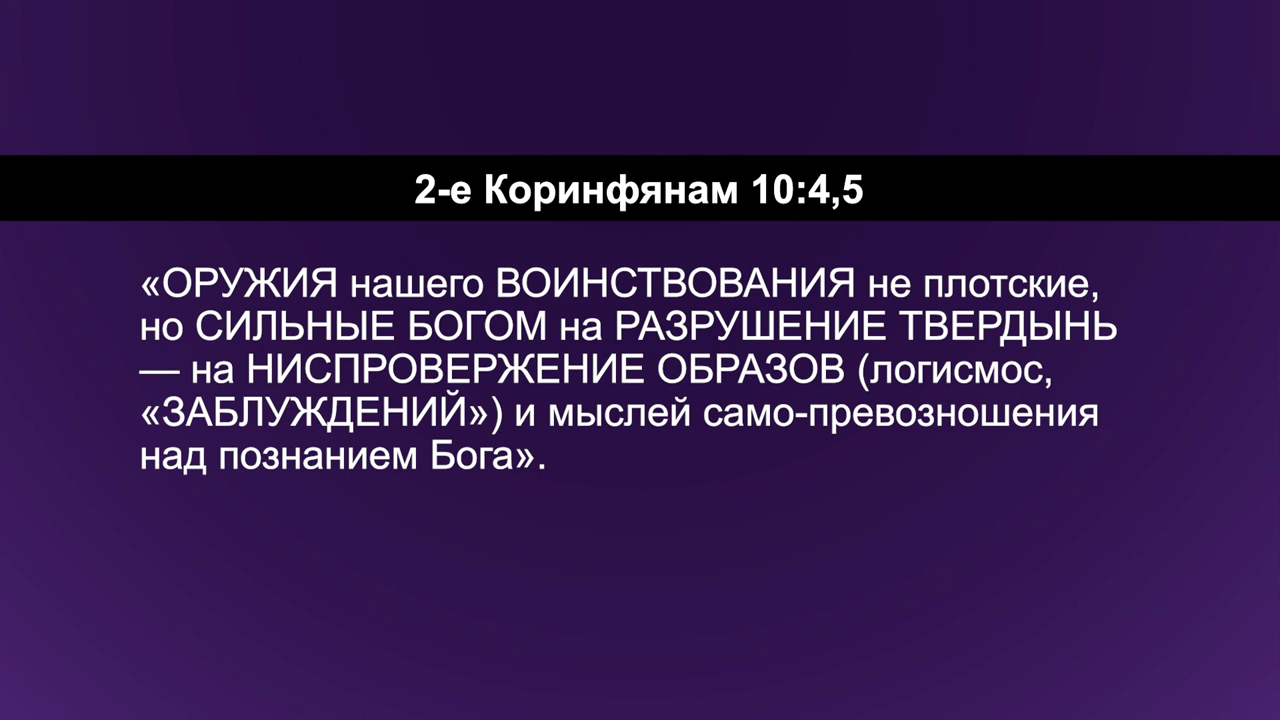 2-е Коринфянам 10:4,5
«ОРУЖИЯ нашего ВОИНСТВОВАНИЯ не плотские,
но СИЛЬНЫЕ БОГОМ на РАЗРУШЕНИЕ ТВЕРДЫНЬ
— на НИСПРОВЕРЖЕНИЕ ОБРАЗОВ (логисмос,
«ЗАБЛУЖДЕНИЙ») и мыслей само-превозношения
над познанием Бога».